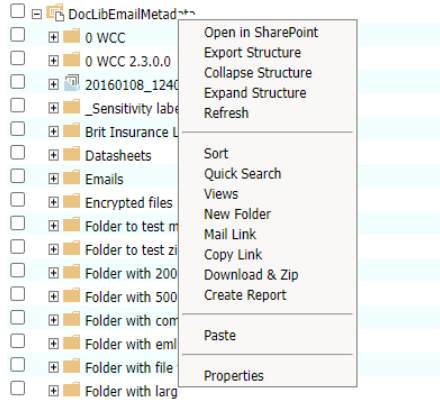 DocLibEmailMetadata
0 WCC
0 WCC 2.3.0.0
20160108_1240
_Sensitivity labe
Brit Insurance L
Datasheets
Emails
Encrypted files
Folder to test m
Folder to test zi
Folder with 200
Folder with 500
Folder with com
Folder with eml
Folder with file
Folder with larg
Open in SharePoint
Export Structure
Collapse Structure
Expand Structure
Refresh
Sort
Quick Search
Views
New Folder
Mail Link
Copy Link
Download & Zip
Create Report
Paste
Properties